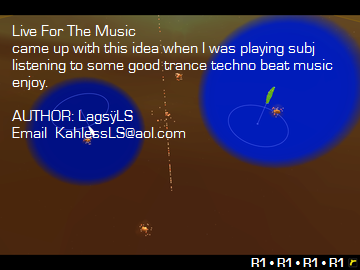 Live For The Music
came up with this idea when I was playing subj
listening to some good trance techno beat music
enjoy.
AUTHOR: LagsÿLS
Email  KahlessLS@aol.com
R1 • R1 • R1 • R1 r